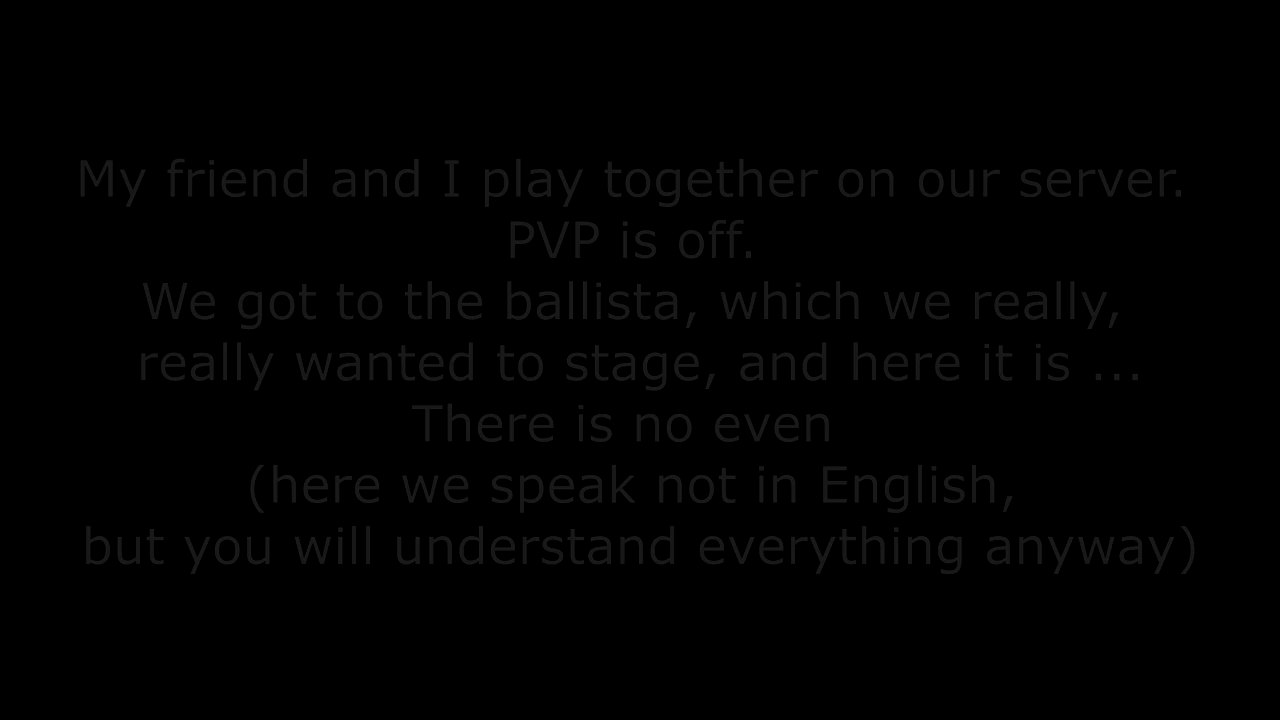 My friend and I play together on our server.
PVP is off.
We got to the ballista, which we really,
really wanted to stage, and here it is ...
There is no even
(here we speak not in English,
but you will understand everything anyway)